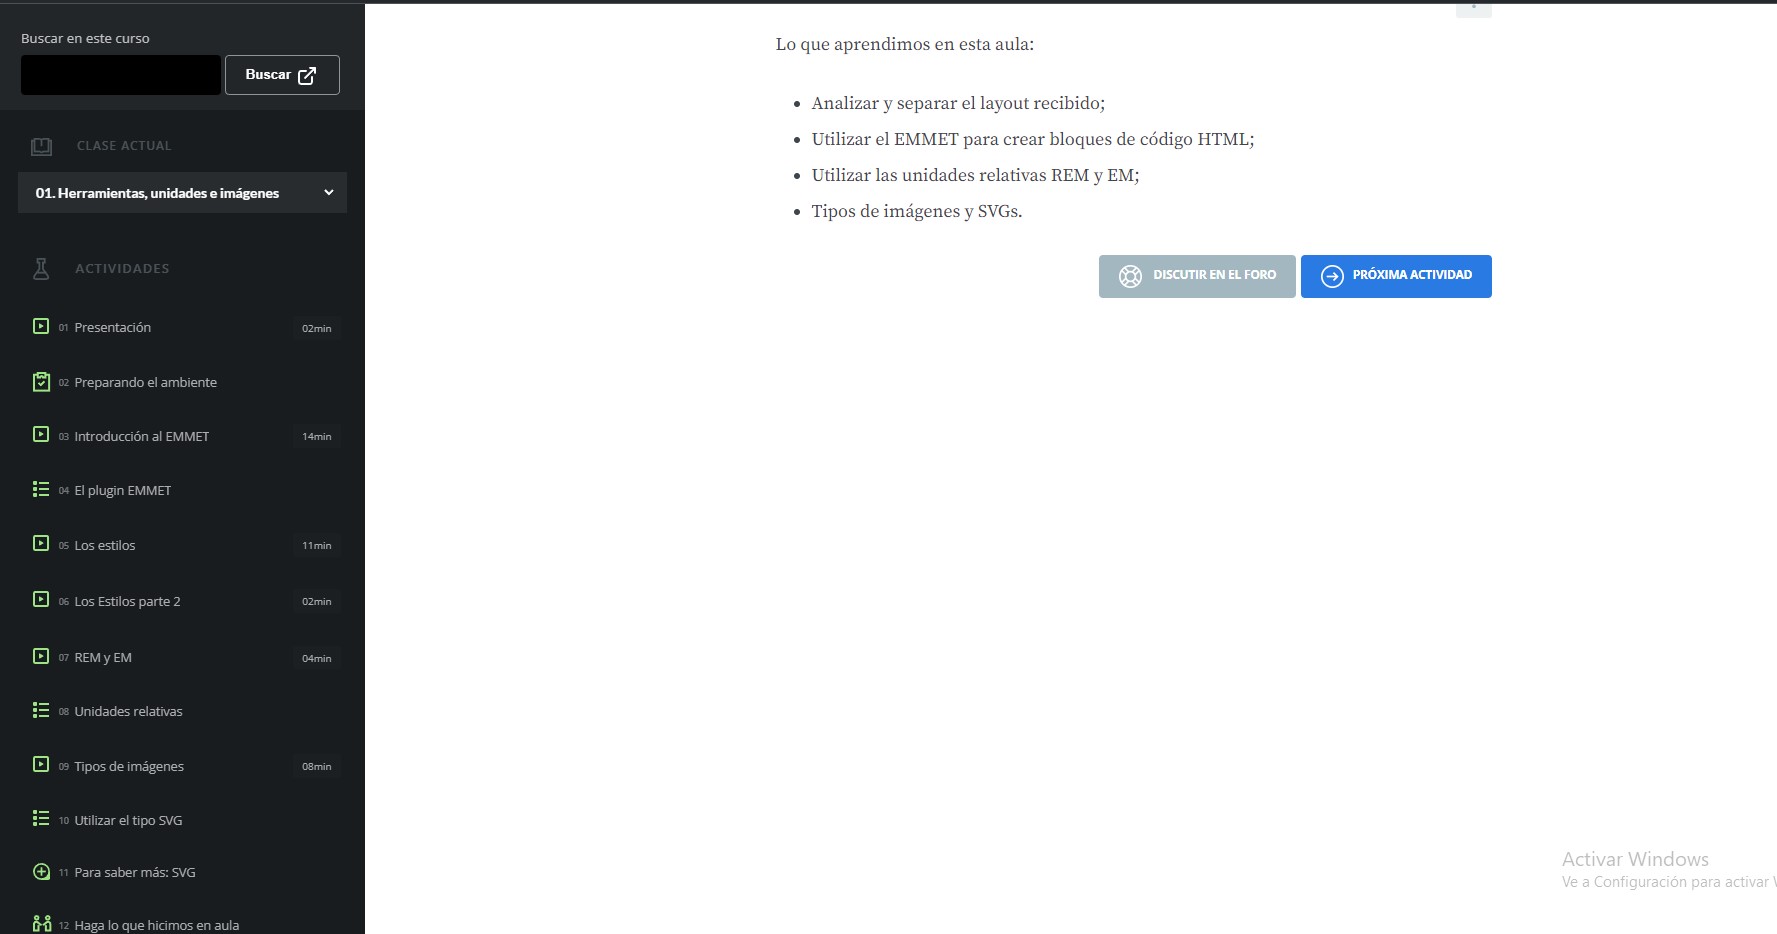 Buscar en este curso
Buscar
CLASE ACTUAL
01. Herramientas, unidades e imágenes
ACTIVIDADES
01 Presentación 02min
02 Preparando el ambiente
03 Introducción al EMMET 14min
04 El plugin EMMET
05 Los estilos 11min
06 Los Estilos parte 2 02min
07 REM y EM 04min
08 Unidades relativas
09 Tipos de imágenes 08min
10 Utilizar el tipo SVG
11 Para saber más: SVG
12 Haga lo que hicimos en aula
Lo que aprendimos en esta aula:
• Analizar y separar el layout recibido;
• Utilizar el EMMET para crear bloques de código HTML;
• Utilizar las unidades relativas REM y EM;
• Tipos de imágenes y SVGs.
DISCUTIR EN EL FORO
PRÓXIMA ACTIVIDAD
Activar Windows
Ve a Configuración para activar